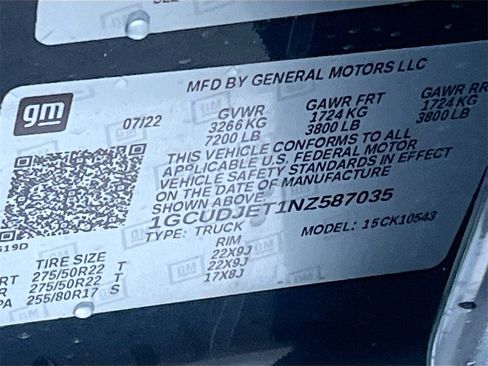 MFD BY GENERAL MOTORS LLC
gm
07/22
GVWR GAWR FRT GAWR RR
3266 KG 1724 KG 1724 KG
7200 LB 3800 LB 3800 LB
THIS VEHICLE CONFORMS TO ALL
APPLICABLE U.S. FEDERAL MOTOR
VEHICLE SAFETY STANDARDS IN EFFECT
ON THE DATE OF MANUFACTURE
1GCUDJET1NZ587035
TYPE: TRUCK MODEL: 15CK10543
TIRE SIZE RIM
275/50R22 T 22X9J
275/50R22 T 22X9J
255/80R17 S 17X8J